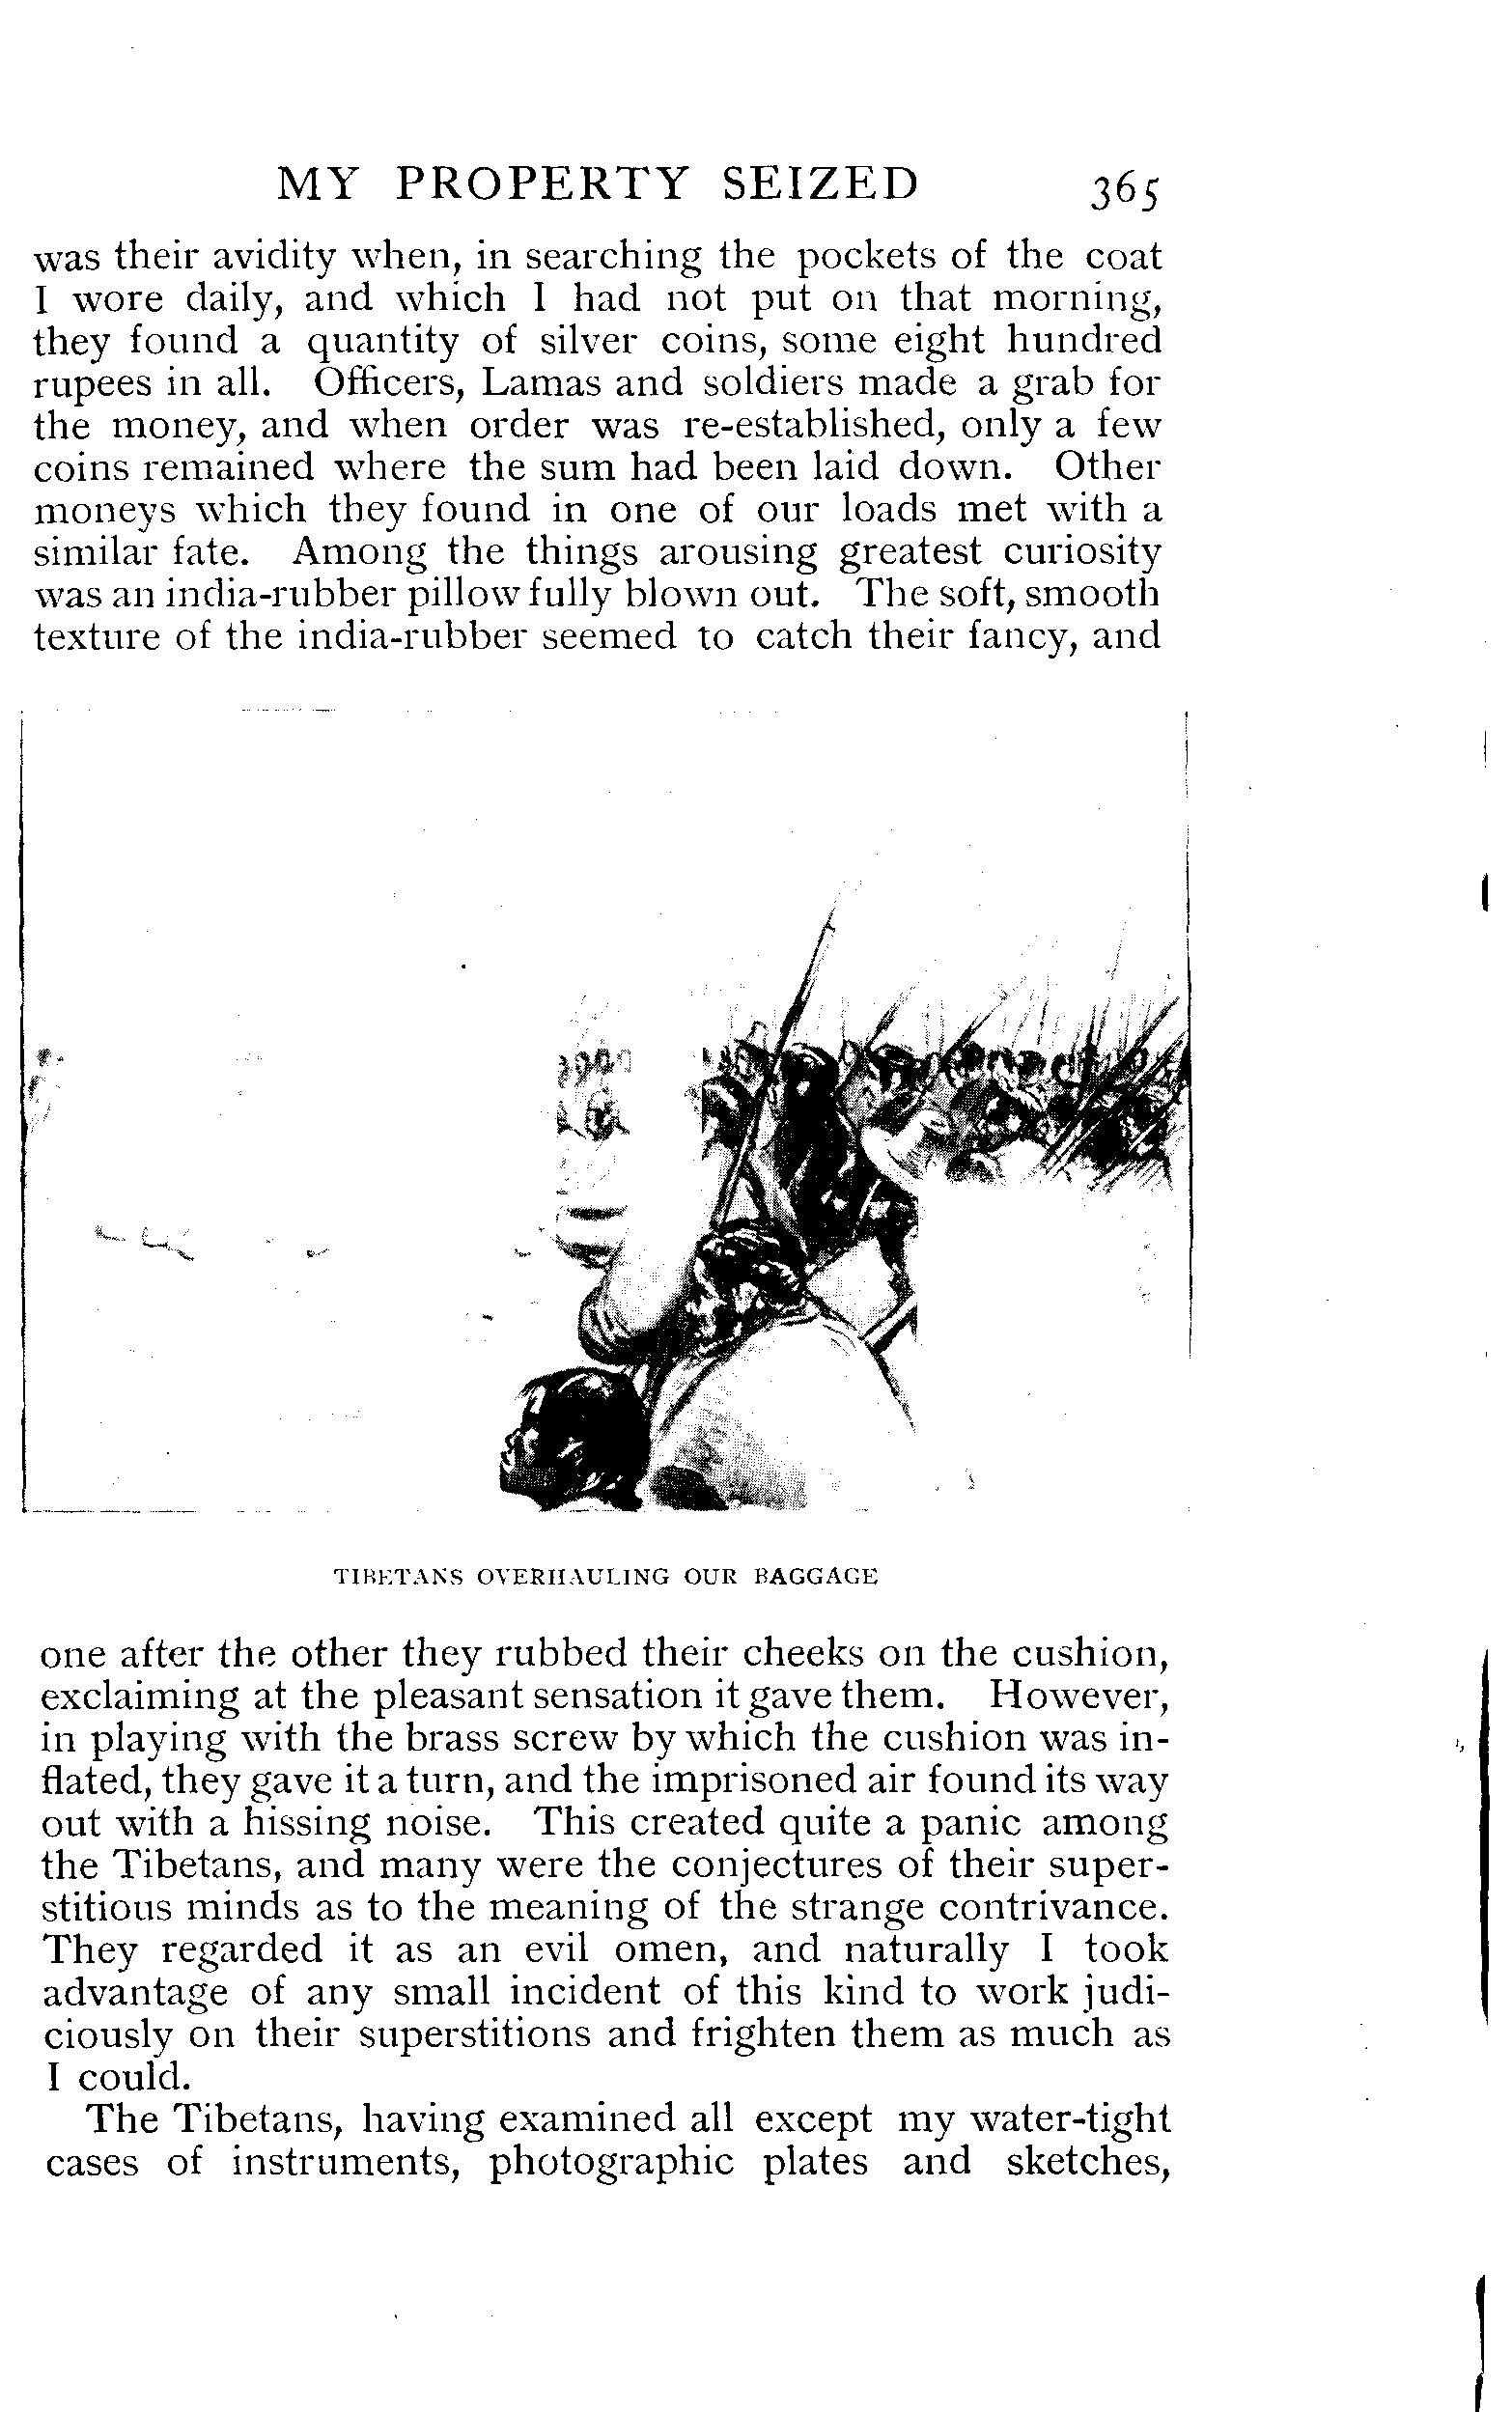 MY PROPERTY SEIZED 365
was their avidity when, in searching the pockets of the coat
I wore daily, and which I had not put on that morning,
they found a quantity of silver coins, some eight hundred
rupees in all. Officers, Lamas and soldiers made a grab for
the money, and when order was re-established, only a few
coins remained where the sum had been laid down. Other
moneys which they found in one of our loads met with a
similar fate. Among the things arousing greatest curiosity
was an india-rubber pillow fully blown out. The soft, smooth
texture of the india-rubber seemed to catch their fancy, and
TIBETANS OVERHAULING OUR BAGGAGE
one after the other they rubbed their cheeks on the cushion,
exclaiming at the pleasant sensation it gave them. However,
in playing with the brass screw by which the cushion was in-
flated, they gave it a turn, and the imprisoned air found its way
out with a hissing noise. This created quite a panic among
the Tibetans, and many were the conjectures of their super-
stitious minds as to the meaning of the strange contrivance.
They regarded it as an evil omen, and naturally I took
advantage of any small incident of this kind to work judi-
ciously on their superstitions and frighten them as much as
I could.
The Tibetans, having examined all except my water-tight
cases of instruments, photographic plates and sketches,